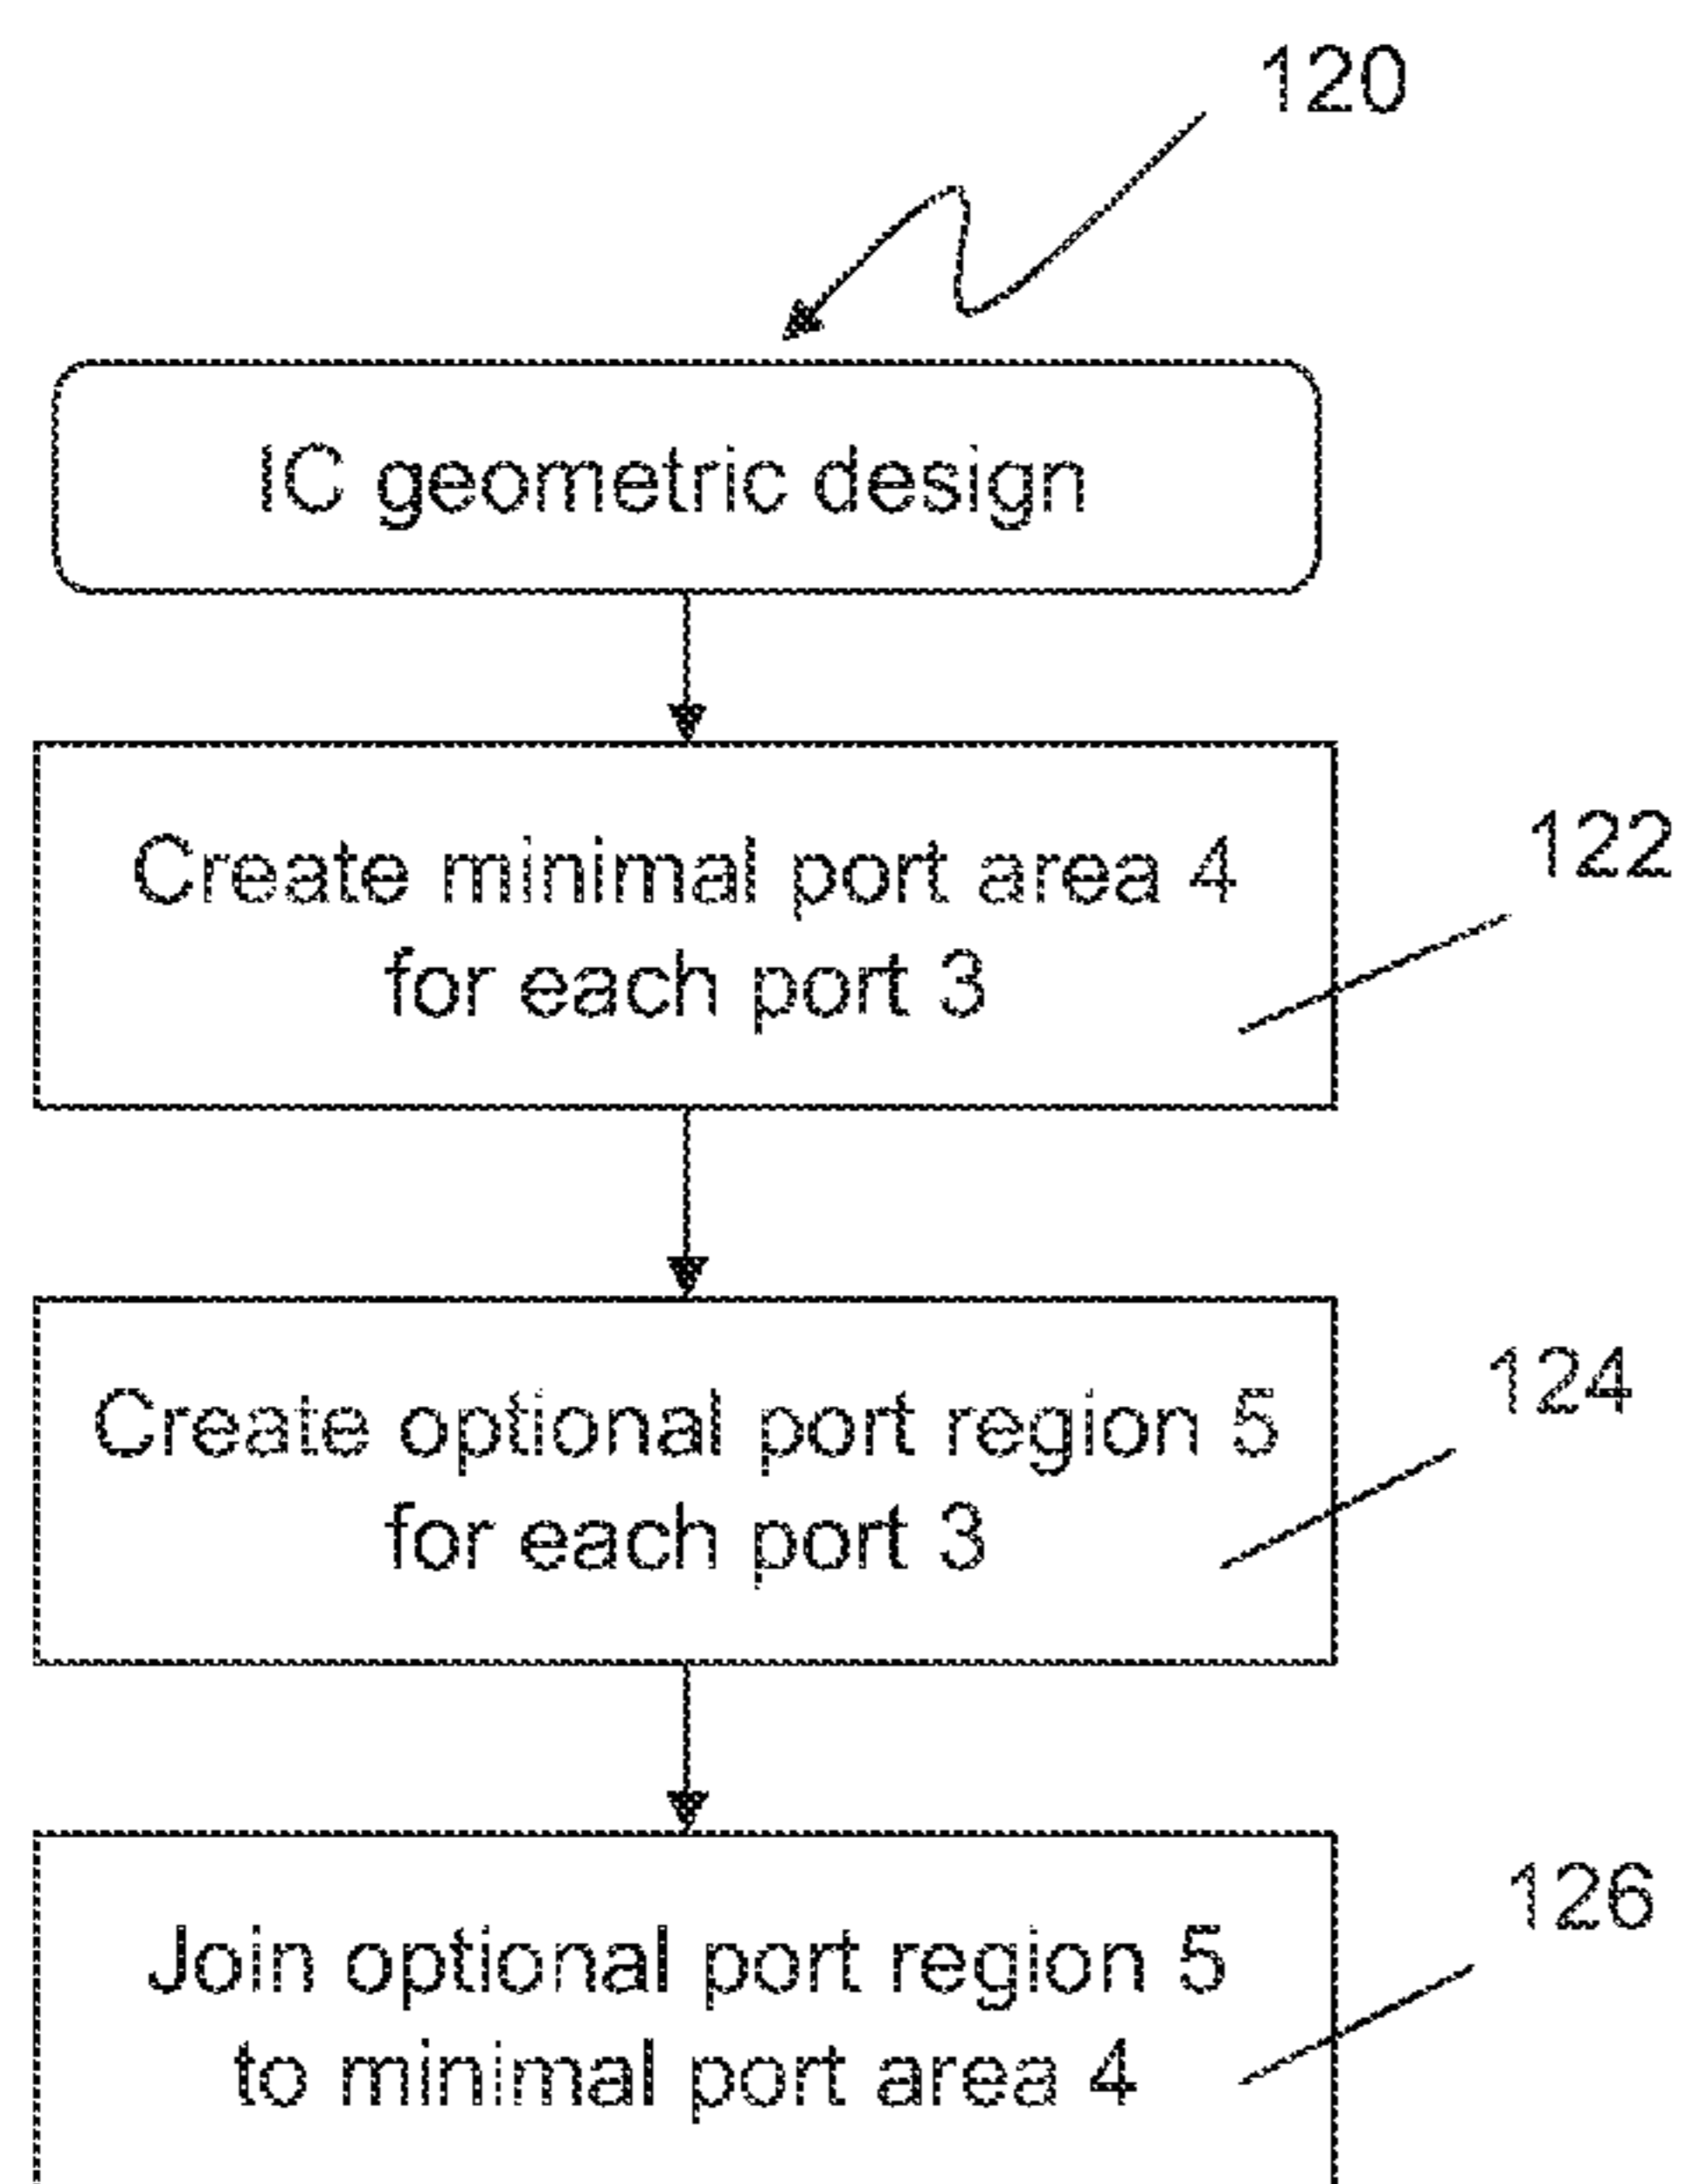 120
IC geometric design
Create minimal port area 4
for each port 3
122
Create optional port region 5
for each port 3
124
Join optional port region 5
to minimal port area 4
126